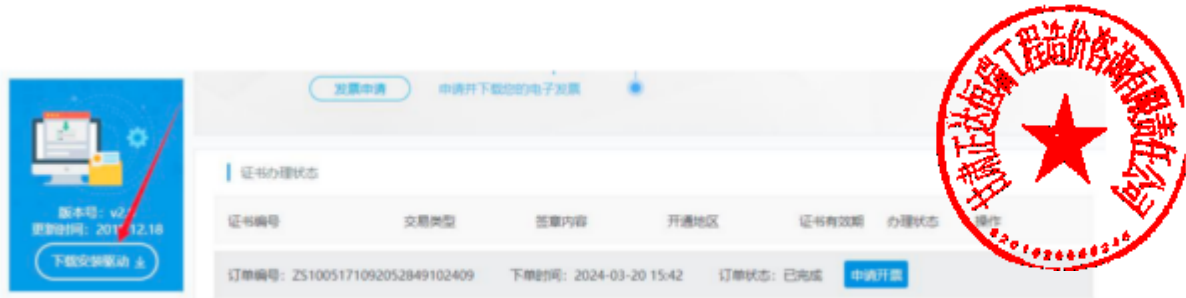 发票申请
申请并下载您的电子发票
证书办理状态
版本号：
更新时间：
下载安装驱动
证书编号 交易类型 签章内容 开通地区 证书有效期 办理状态 操作
订单编号：ZS1005171092052849102409 下单时间：2024-03-20 15:42 订单状态：已完成 申请开票
甘肃正达恒瑞工程造价咨询有限责任公司